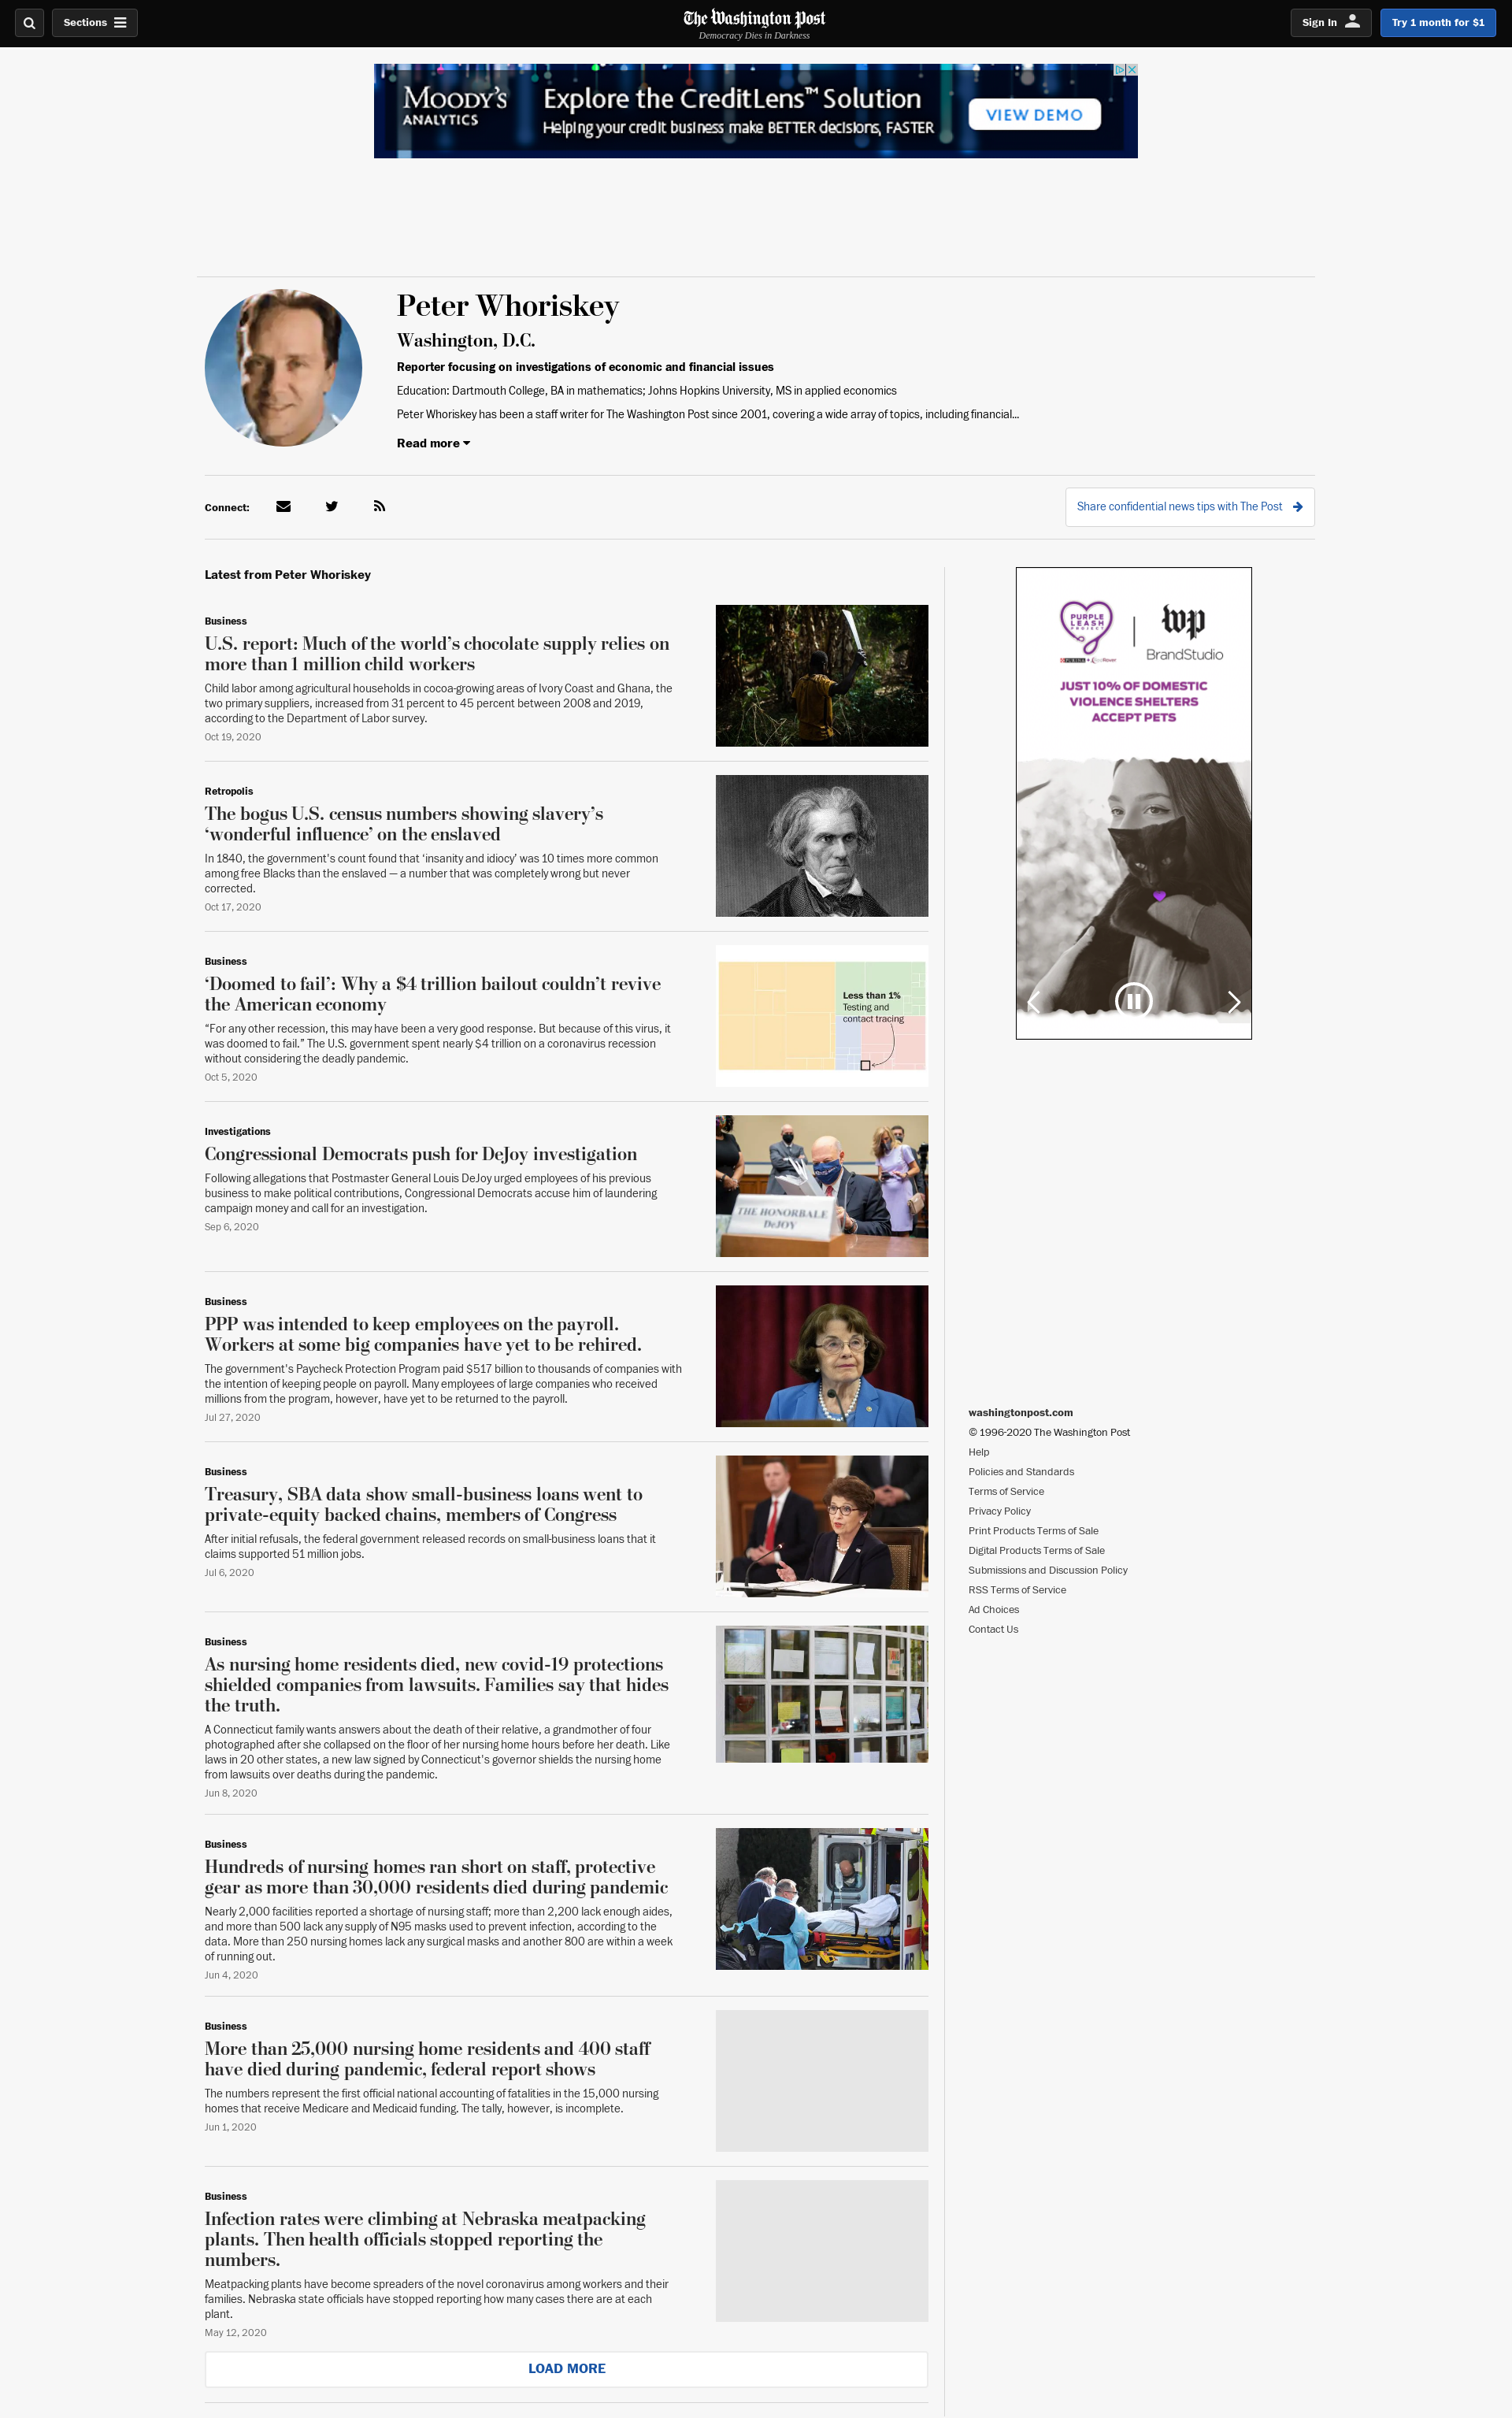 Sections
The Washington Post
Democracy Dies in Darkness
Sign In
Try 1 month for $1
MOODY'S
ANALYTICS
Explore the CreditLens™ Solution
Helping your credit business make BETTER decisions, FASTER
VIEW DEMO
Peter Whoriskey
Washington, D.C.
Reporter focusing on investigations of economic and financial issues
Education: Dartmouth College, BA in mathematics; Johns Hopkins University, MS in applied economics
Peter Whoriskey has been a staff writer for The Washington Post since 2001, covering a wide array of topics, including financial...
Read more
Connect:
Share confidential news tips with The Post
Latest from Peter Whoriskey
Business
U.S. report: Much of the world’s chocolate supply relies on
more than 1 million child workers
Child labor among agricultural households in cocoa-growing areas of Ivory Coast and Ghana, the
two primary suppliers, increased from 31 percent to 45 percent between 2008 and 2019,
according to the Department of Labor survey.
Oct 19, 2020
Retropolis
The bogus U.S. census numbers showing slavery’s
‘wonderful influence’ on the enslaved
In 1840, the government's count found that ‘insanity and idiocy’ was 10 times more common
among free Blacks than the enslaved — a number that was completely wrong but never
corrected.
Oct 17, 2020
Business
‘Doomed to fail’: Why a $4 trillion bailout couldn’t revive
the American economy
“For any other recession, this may have been a very good response. But because of this virus, it
was doomed to fail.” The U.S. government spent nearly $4 trillion on a coronavirus recession
without considering the deadly pandemic.
Oct 5, 2020
Less than 1%
Testing and
contact tracing
Investigations
Congressional Democrats push for DeJoy investigation
Following allegations that Postmaster General Louis DeJoy urged employees of his previous
business to make political contributions, Congressional Democrats accuse him of laundering
campaign money and call for an investigation.
Sep 6, 2020
THE HONORBALE
DeJOY
Business
PPP was intended to keep employees on the payroll.
Workers at some big companies have yet to be rehired.
The government's Paycheck Protection Program paid $517 billion to thousands of companies with
the intention of keeping people on payroll. Many employees of large companies who received
millions from the program, however, have yet to be returned to the payroll.
Jul 27, 2020
Business
Treasury, SBA data show small-business loans went to
private-equity backed chains, members of Congress
After initial refusals, the federal government released records on small-business loans that it
claims supported 51 million jobs.
Jul 6, 2020
Business
As nursing home residents died, new covid-19 protections
shielded companies from lawsuits. Families say that hides
the truth.
A Connecticut family wants answers about the death of their relative, a grandmother of four
photographed after she collapsed on the floor of her nursing home hours before her death. Like
laws in 20 other states, a new law signed by Connecticut's governor shields the nursing home
from lawsuits over deaths during the pandemic.
Jun 8, 2020
Business
Hundreds of nursing homes ran short on staff, protective
gear as more than 30,000 residents died during pandemic
Nearly 2,000 facilities reported a shortage of nursing staff; more than 2,200 lack enough aides,
and more than 500 lack any supply of N95 masks used to prevent infection, according to the
data. More than 250 nursing homes lack any surgical masks and another 800 are within a week
of running out.
Jun 4, 2020
Business
More than 25,000 nursing home residents and 400 staff
have died during pandemic, federal report shows
The numbers represent the first official national accounting of fatalities in the 15,000 nursing
homes that receive Medicare and Medicaid funding. The tally, however, is incomplete.
Jun 1, 2020
Business
Infection rates were climbing at Nebraska meatpacking
plants. Then health officials stopped reporting the
numbers.
Meatpacking plants have become spreaders of the novel coronavirus among workers and their
families. Nebraska state officials have stopped reporting how many cases there are at each
plant.
May 12, 2020
LOAD MORE
PURPLE
LEASH
PROJECT
wp
BrandStudio
JUST 10% OF DOMESTIC
VIOLENCE SHELTERS
ACCEPT PETS
washingtonpost.com
© 1996-2020 The Washington Post
Help
Policies and Standards
Terms of Service
Privacy Policy
Print Products Terms of Sale
Digital Products Terms of Sale
Submissions and Discussion Policy
RSS Terms of Service
Ad Choices
Contact Us